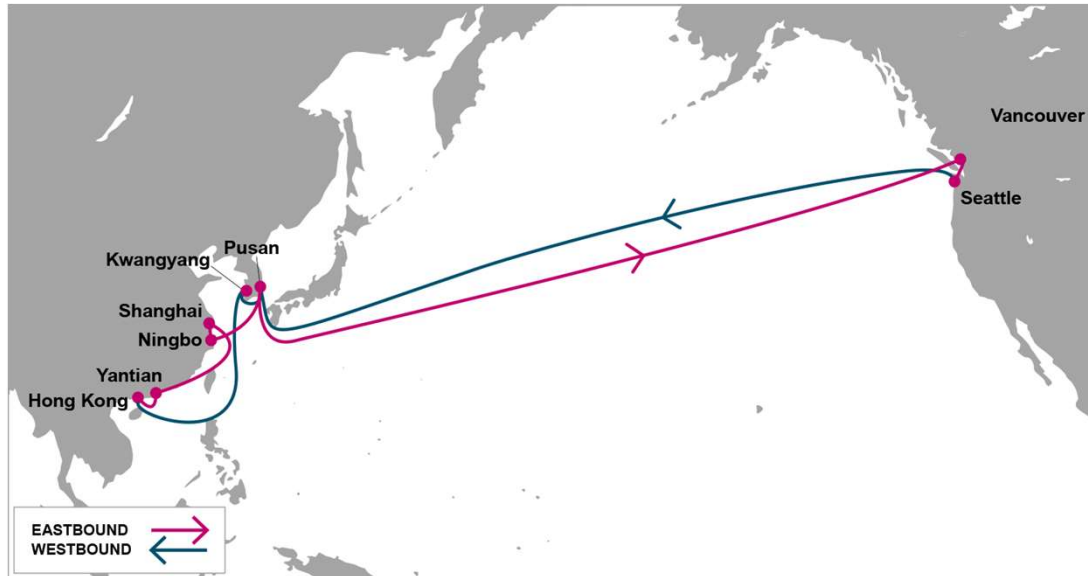 Vancouver
Seattle
Pusan
Kwangyang
Shanghai
Ningbo
Yantian
Hong Kong
EASTBOUND
WESTBOUND